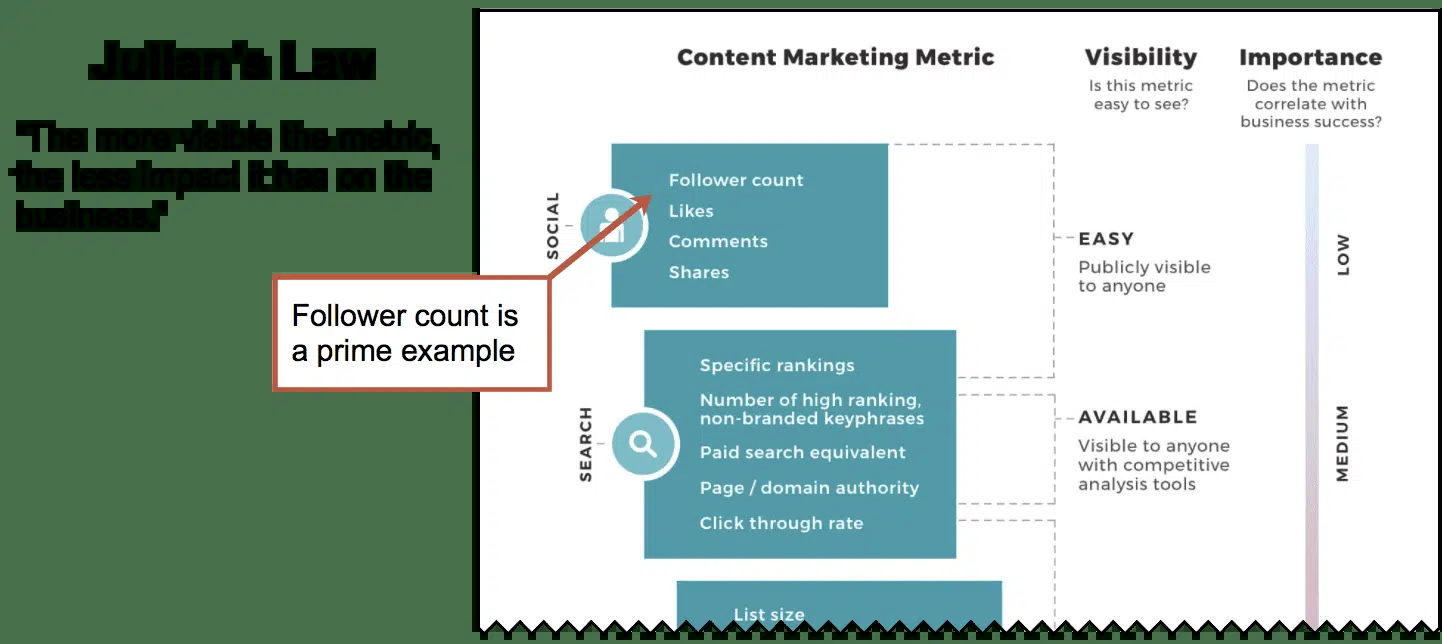 Julian's Law
"The more visible the metric,
the less impact it has on the
business."
Follower count is
a prime example
Content Marketing Metric
Visibility
Is this metric
easy to see?
Importance
Does the metric
correlate with
business success?
SOCIAL
Follower count
Likes
Comments
Shares
EASY
Publicly visible
to anyone
LOW
SEARCH
Specific rankings
Number of high ranking,
non-branded keyphrases
Paid search equivalent
Page / domain authority
Click through rate
AVAILABLE
Visible to anyone
with competitive
analysis tools
MEDIUM
List size